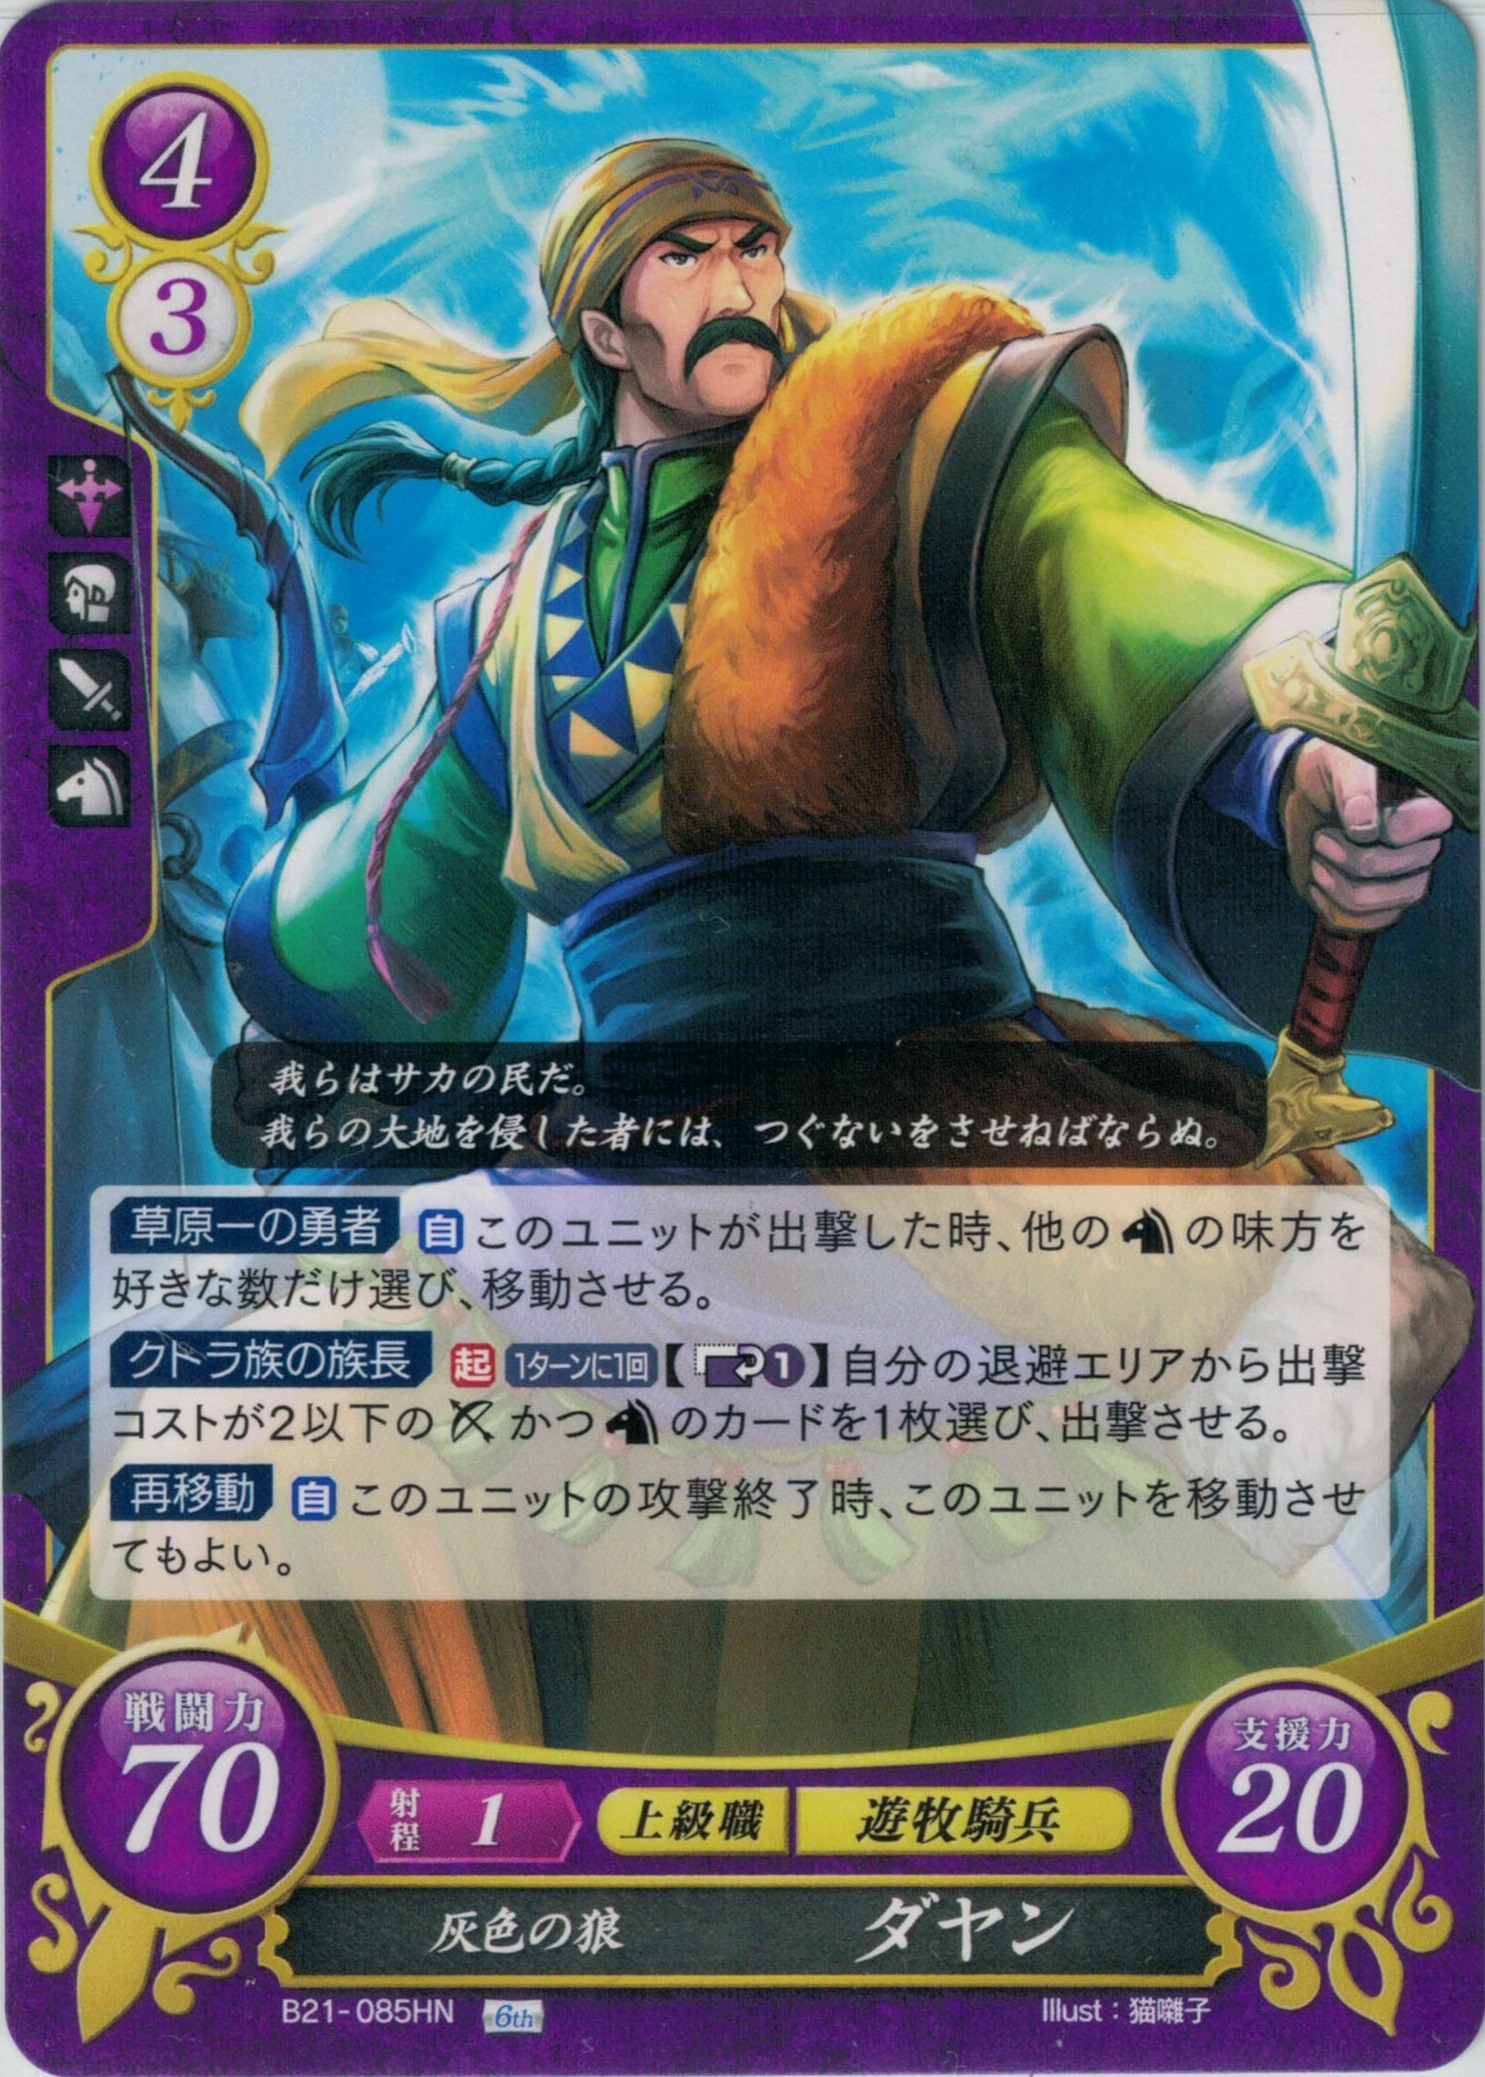 4
3
我らはサカの民だ。
我らの大地を侵した者には、つぐないをさせねばならぬ。
草原一の勇者 自 このユニットが出撃した時、他の の味方を
好きな数だけ選び、移動させる。
クトラ族の族長 起 1ターンに1回 【 1】自分の退避エリアから出撃
コストが2以下の かつ のカードを1枚選び、出撃させる。
再移動 自 このユニットの攻撃終了時、このユニットを移動させ
てもよい。
戦闘力
70
射程 1
上級職 遊牧騎兵
支援力
20
灰色の狼 ダヤン
B21-085HN 6th Illust:猫囃子